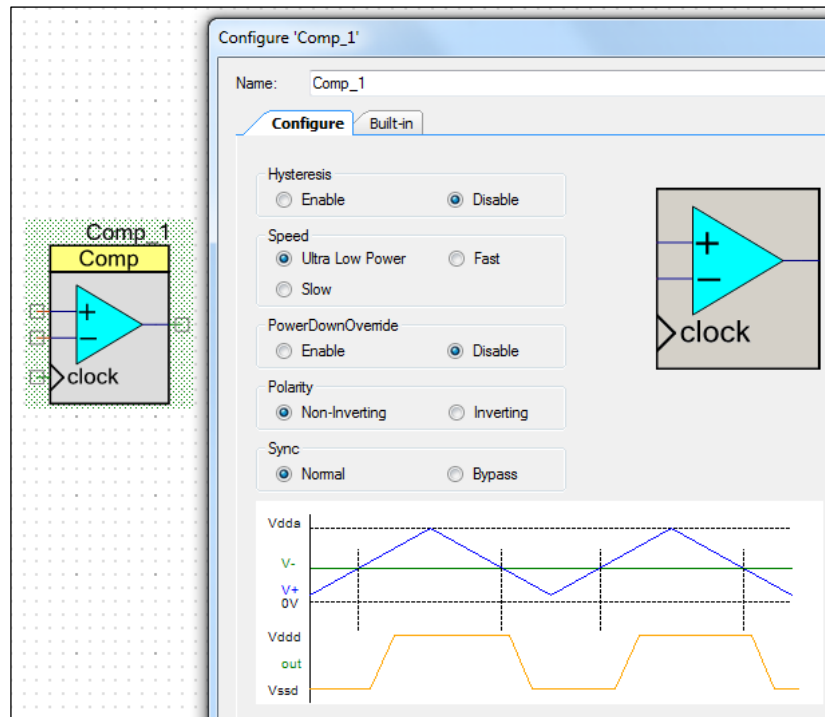 Configure 'Comp_1'
Name: Comp_1
Configure Built-in
Hysteresis
Enable Disable
Speed
Ultra Low Power Fast
Slow
PowerDownOverride
Enable Disable
Polarity
Non-Inverting Inverting
Sync
Normal Bypass
Comp_1
Comp
+
−
clock
+
−
clock
Vdda
V-
V+
0V
Vddd
out
Vssd